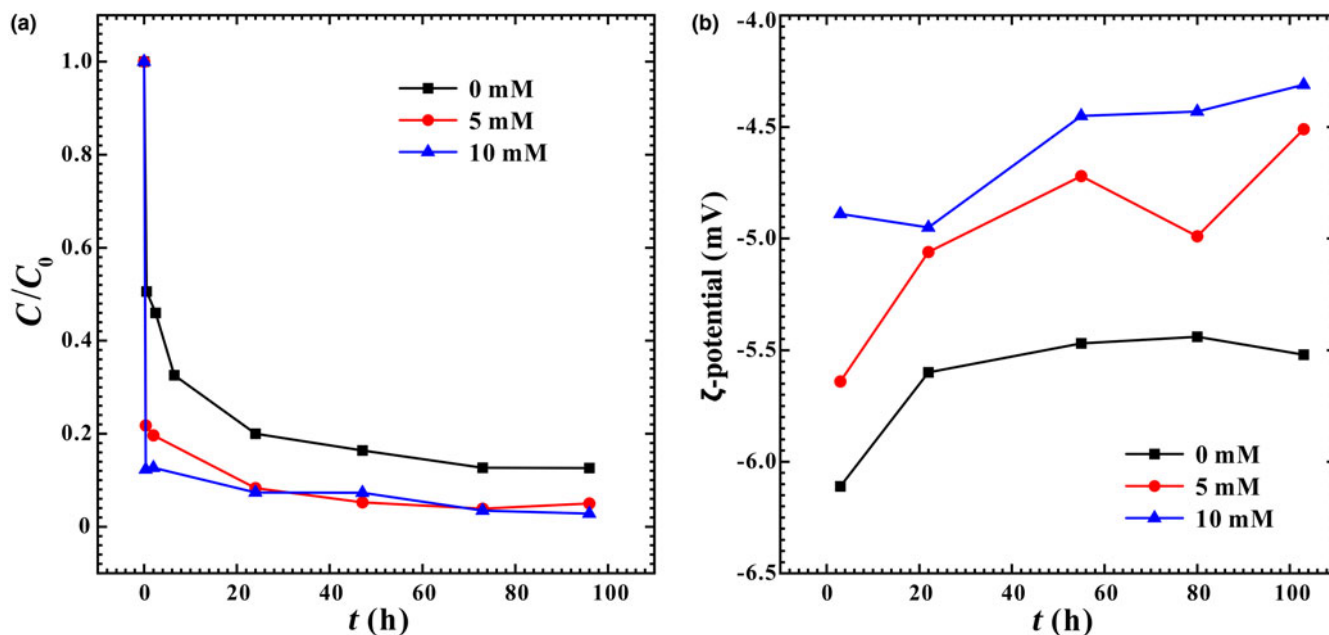 (a)
1.0
0.8
0.6
0.4
0.2
0
C/C₀
0 20 40 60 80 100
t (h)
0 mM
5 mM
10 mM
(b)
-4.0
-4.5
-5.0
-5.5
-6.0
-6.5
ζ-potential (mV)
0 20 40 60 80 100
t (h)
0 mM
5 mM
10 mM